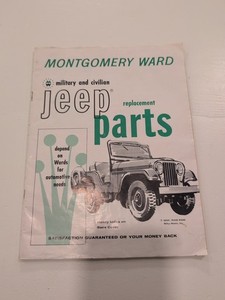 MONTGOMERY WARD
military and civilian
jeep®
replacement
parts
depend
on
Wards
for
automotive
needs
SATISFACTION GUARANTEED OR YOUR MONEY BACK